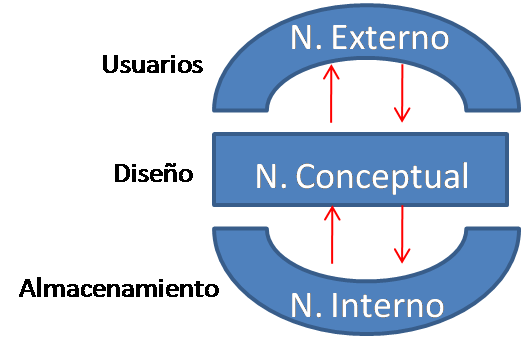 N. Externo
Usuarios
Diseño
N. Conceptual
Almacenamiento
N. Interno